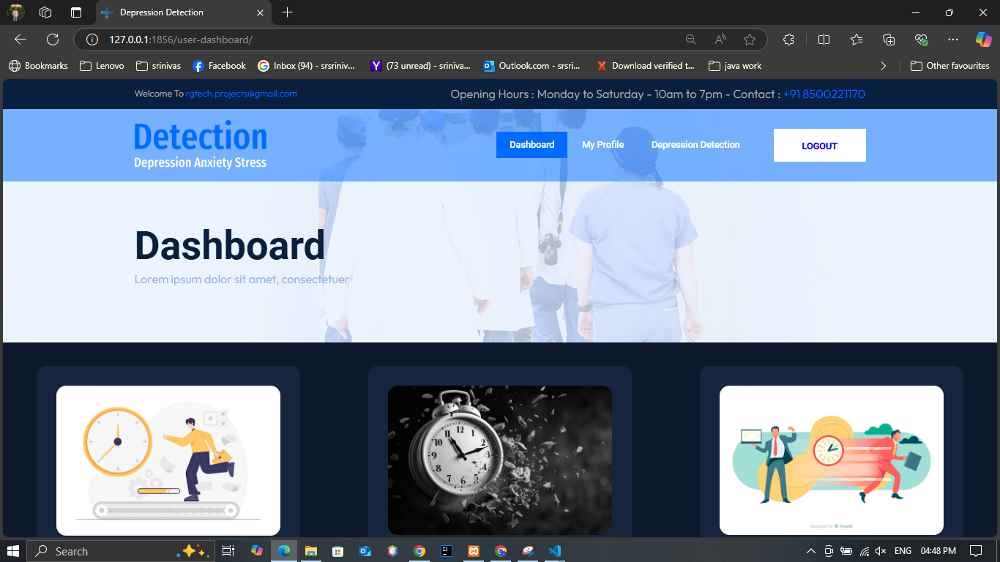 Depression Detection
127.0.0.1:1856/user-dashboard/
Bookmarks Lenovo srinivas Facebook Inbox (94) - srsriniv... (73 unread) - sriniva... Outlook.com - srsri... Download verified t... java work Other favourites
Welcome To rgtech.projects@gmail.com Opening Hours : Monday to Saturday - 10am to 7pm - Contact : +91 8500221170
Detection
Depression Anxiety Stress
Dashboard My Profile Depression Detection LOGOUT
Dashboard
Lorem ipsum dolor sit amet, consectetuer
designed by freepik
Search ENG 04:48 PM